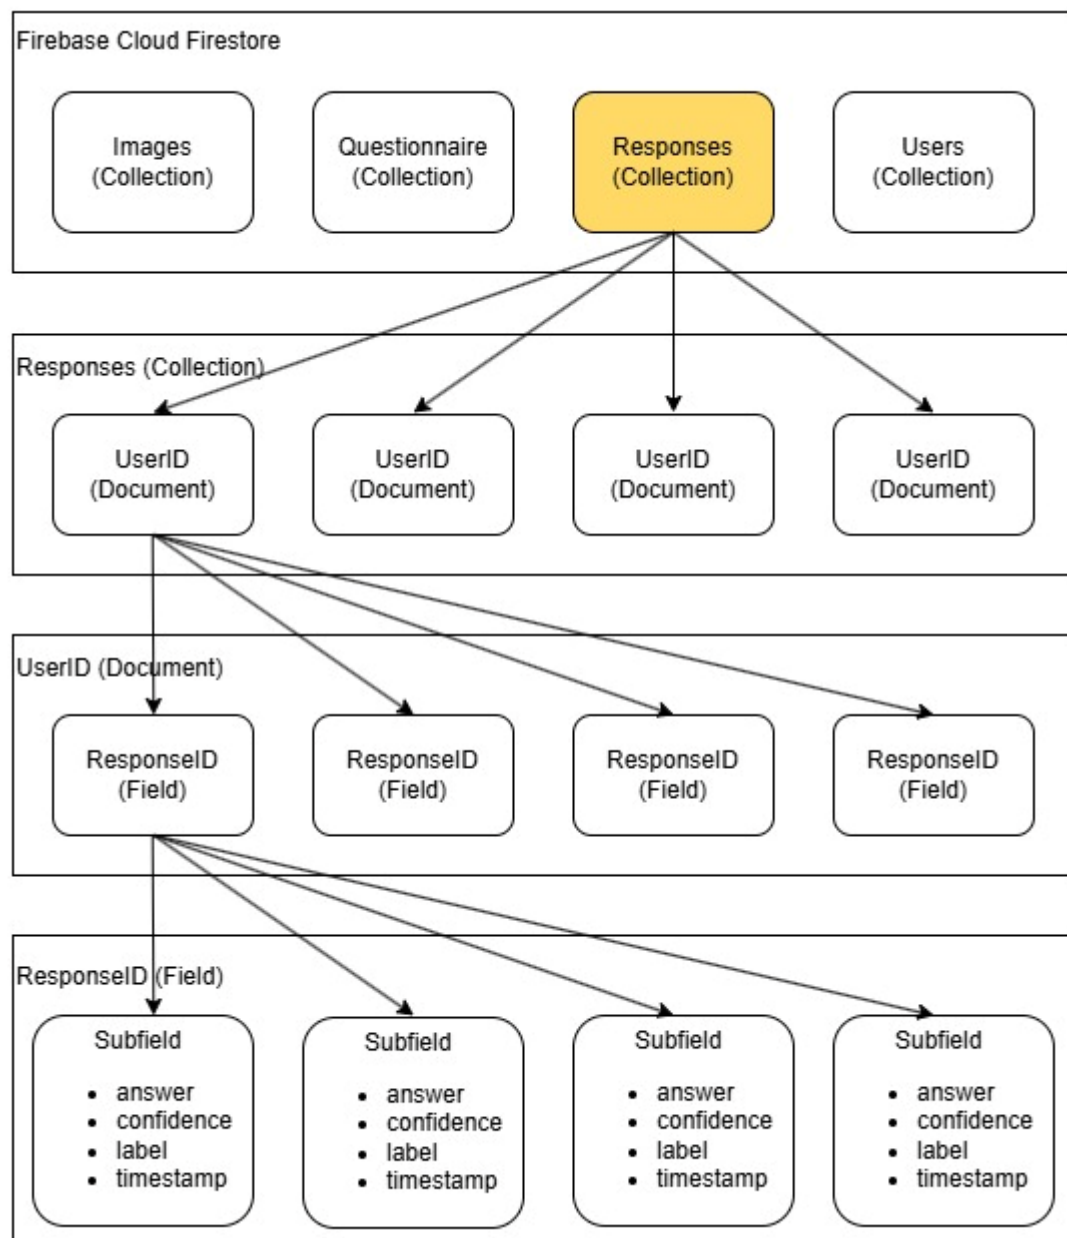 Firebase Cloud Firestore
Images
(Collection)
Questionnaire
(Collection)
Responses
(Collection)
Users
(Collection)
Responses (Collection)
UserID
(Document)
UserID
(Document)
UserID
(Document)
UserID
(Document)
UserID (Document)
ResponseID
(Field)
ResponseID
(Field)
ResponseID
(Field)
ResponseID
(Field)
ResponseID (Field)
Subfield
• answer
• confidence
• label
• timestamp
Subfield
• answer
• confidence
• label
• timestamp
Subfield
• answer
• confidence
• label
• timestamp
Subfield
• answer
• confidence
• label
• timestamp